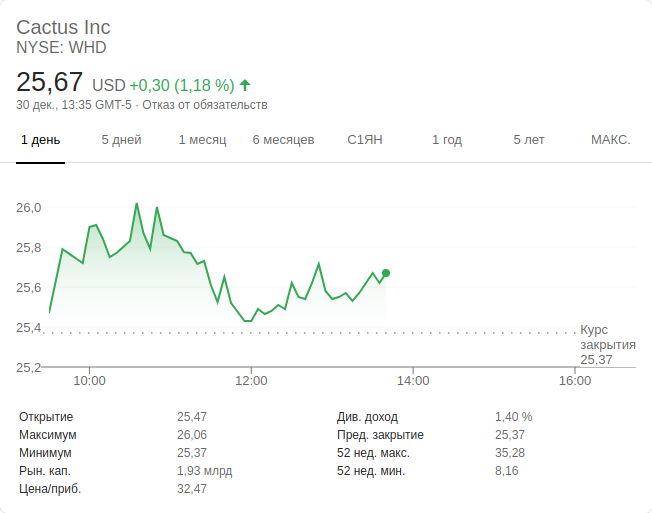 Cactus Inc
NYSE: WHD
25,67 USD +0,30 (1,18 %)
30 дек., 13:35 GMT-5 · Отказ от обязательств
1 день 5 дней 1 месяц 6 месяцев С1ЯН 1 год 5 лет МАКС.
26,0
25,8
25,6
25,4
Курс
закрытия
25,37
25,2
10:00 12:00 14:00 16:00
Открытие 25,47 Див. доход 1,40 %
Максимум 26,06 Пред. закрытие 25,37
Минимум 25,37 52 нед. макс. 35,28
Рын. кап. 1,93 млрд 52 нед. мин. 8,16
Цена/приб. 32,47